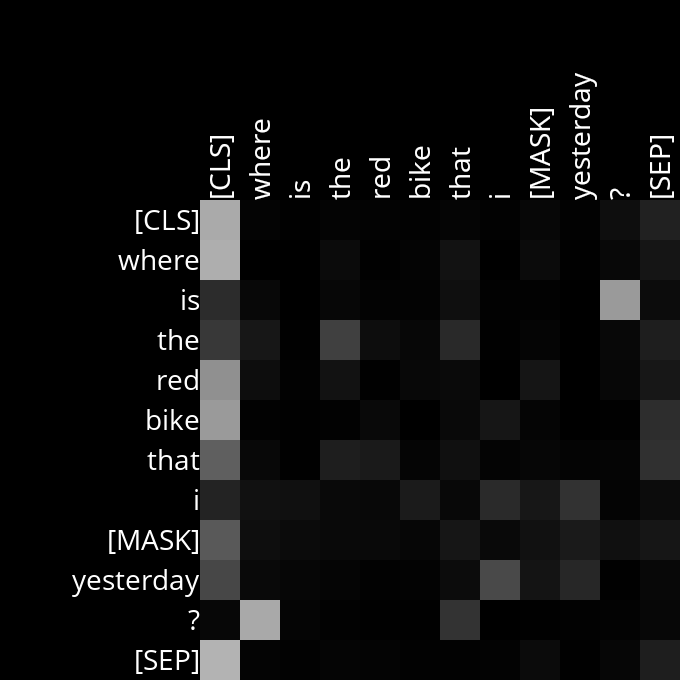 [CLS] where is the red bike that i [MASK] yesterday ? [SEP]
[CLS]
where
is
the
red
bike
that
i
[MASK]
yesterday
?
[SEP]